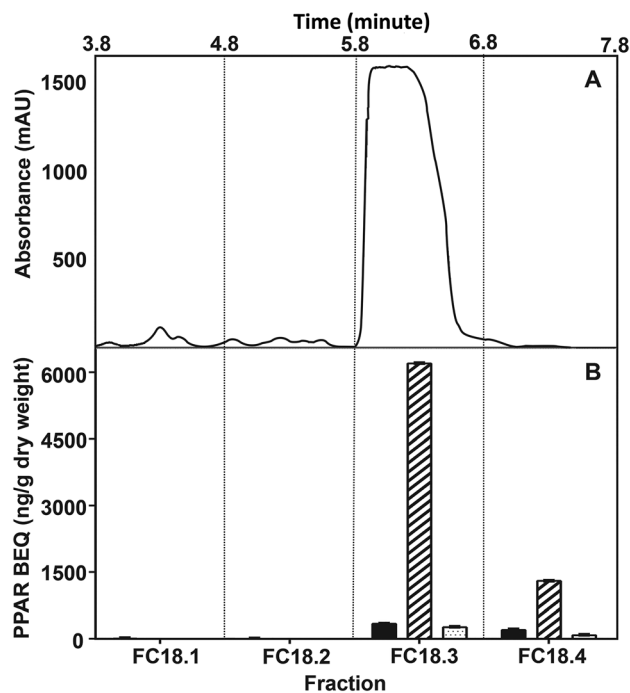 Time (minute)
3.8 4.8 5.8 6.8 7.8
A
Absorbance (mAU)
1500
1000
500
B
PPAR BEQ (ng/g dry weight)
6000
4500
3000
1500
0
FC18.1 FC18.2 FC18.3 FC18.4
Fraction